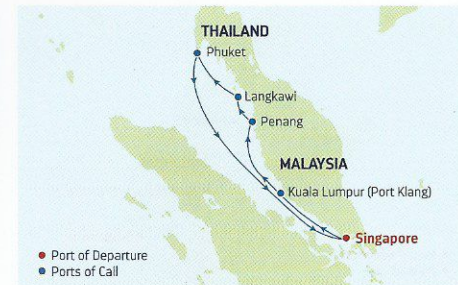 THAILAND
Phuket
Langkawi
Penang
MALAYSIA
Kuala Lumpur (Port Klang)
Singapore
Port of Departure
Ports of Call